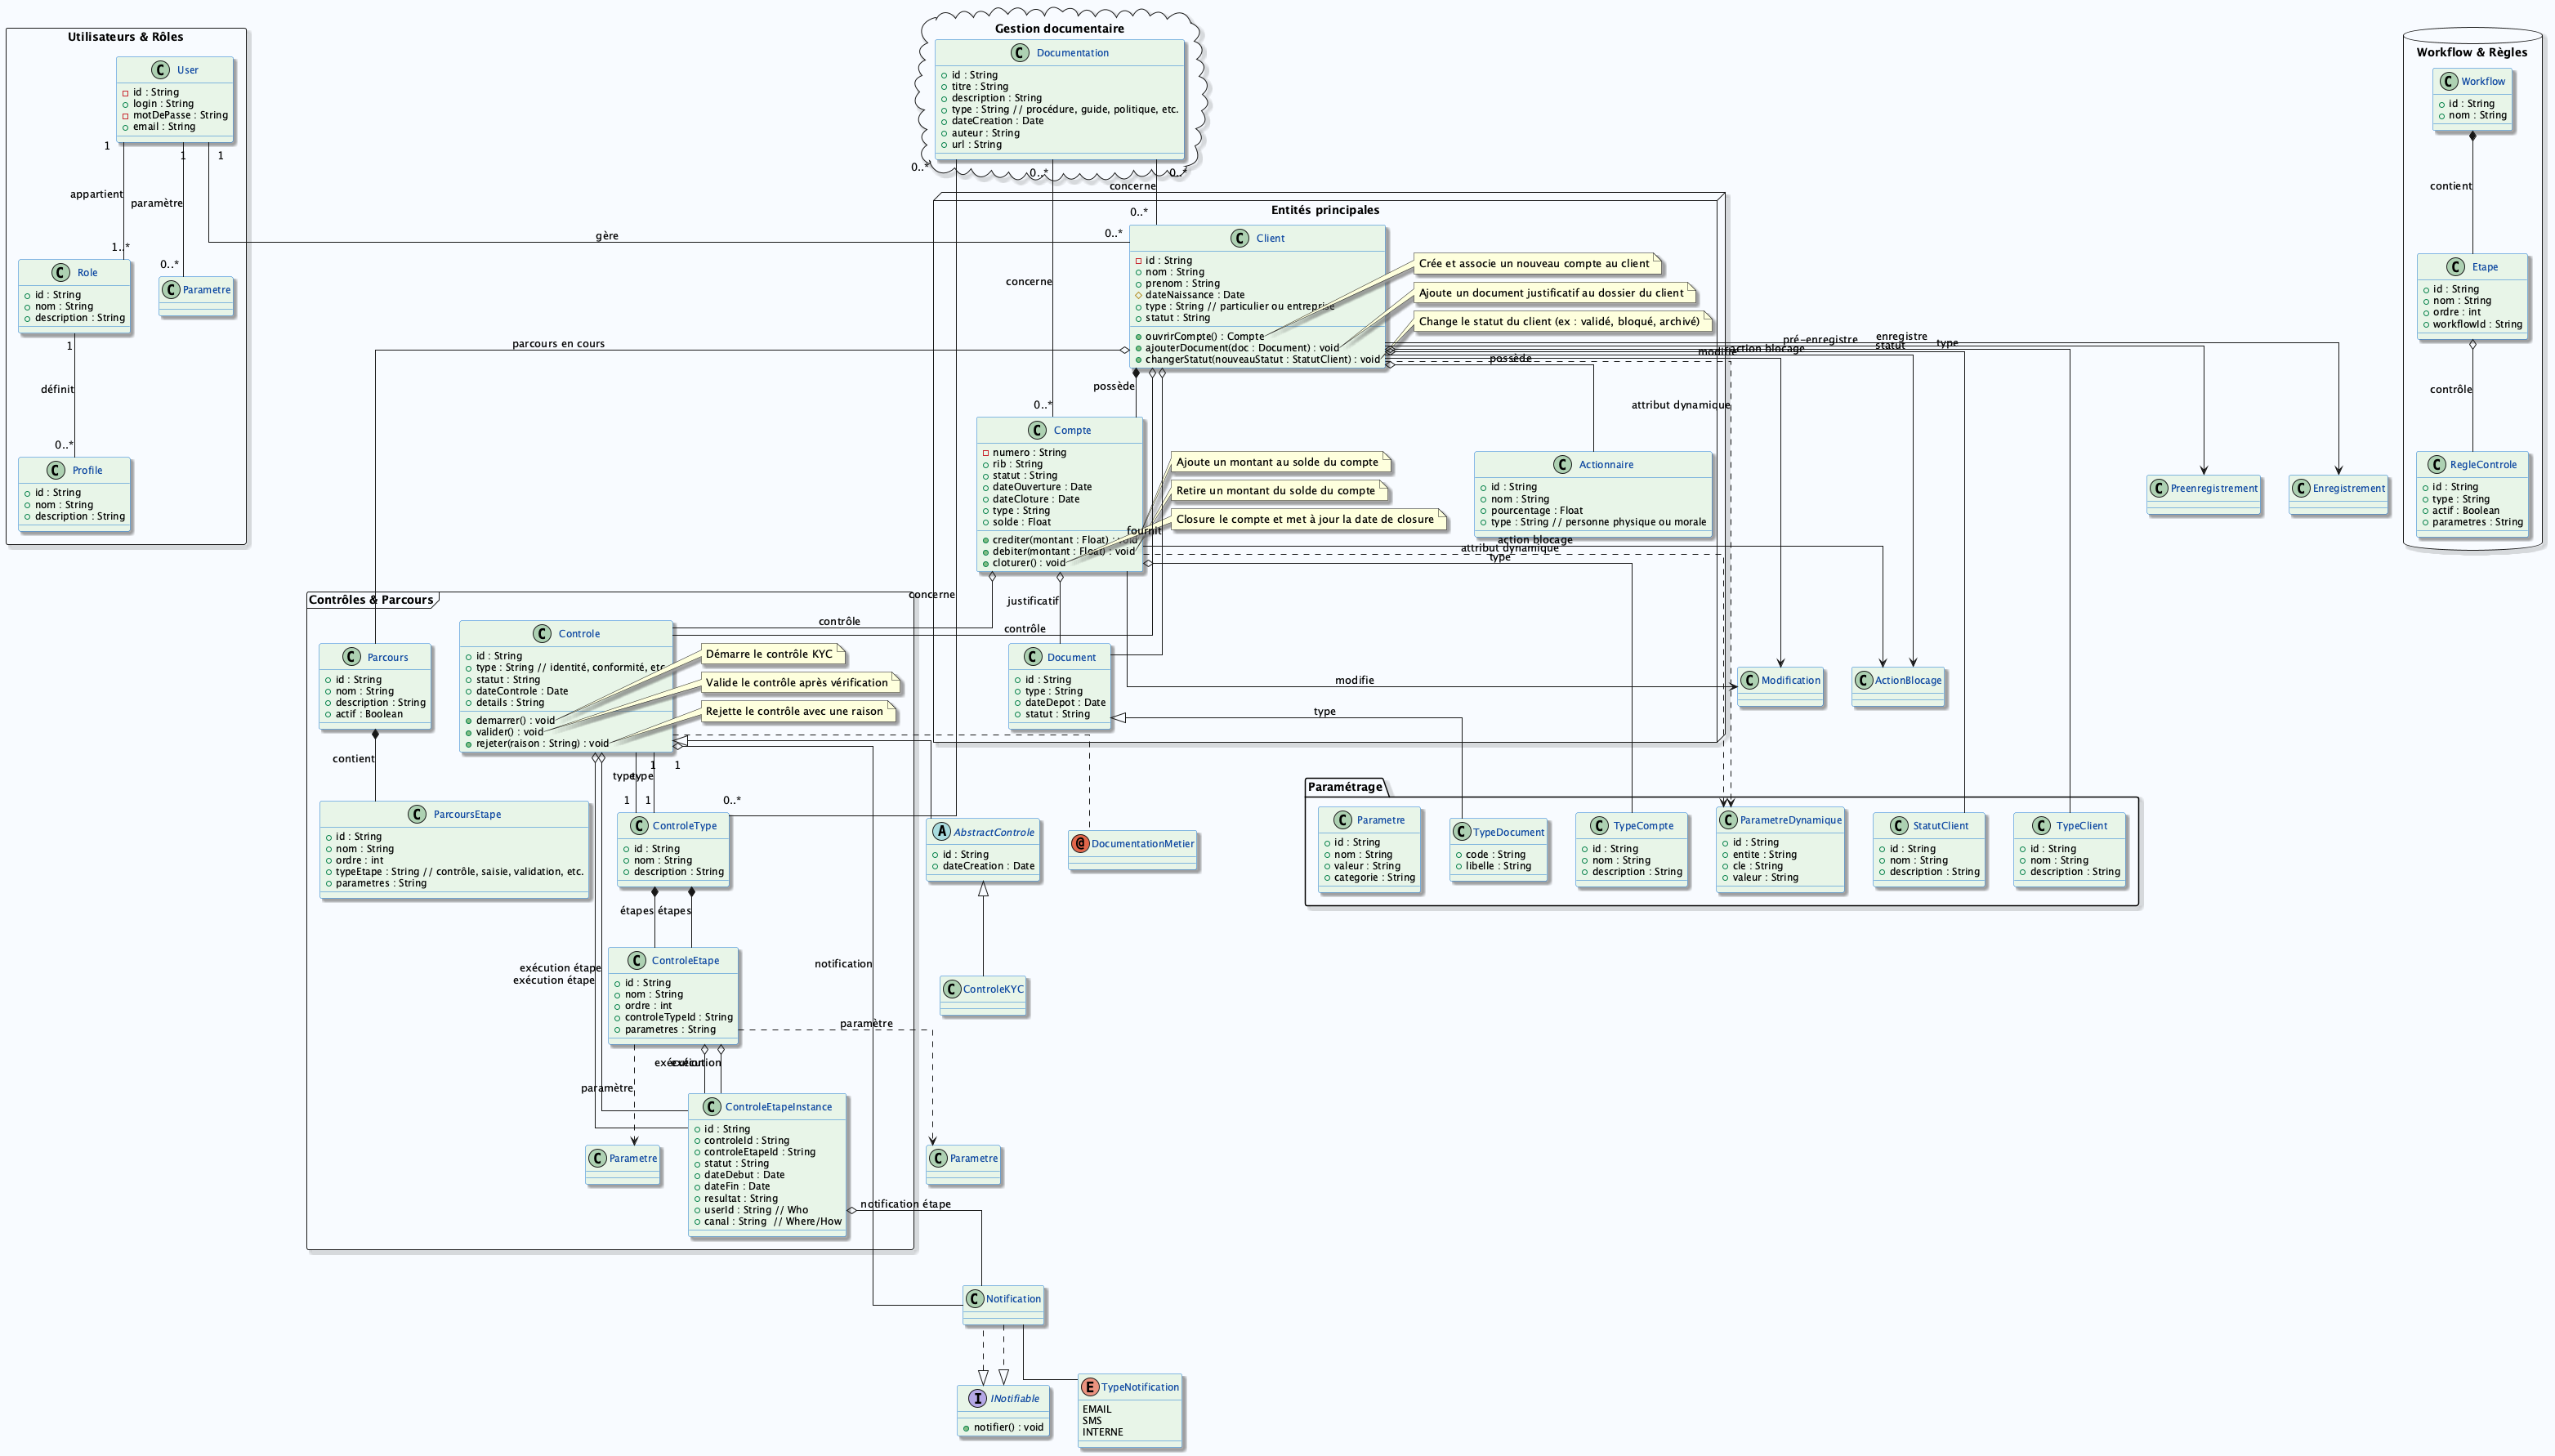 Utilisateurs & Rôles
User
id : String
login : String
motDePasse : String
email : String
1
1
1
appartient
paramètre
1..*
0..*
Role
id : String
nom : String
description : String
Parametre
1
définit
0..*
Profile
id : String
nom : String
description : String
gère
0..*
Gestion documentaire
Documentation
id : String
titre : String
description : String
type : String // procédure, guide, politique, etc.
dateCreation : Date
auteur : String
url : String
0..*
0..*
0..*
concerne
0..*
concerne
0..*
concerne
0..*
Entités principales
Client
id : String
nom : String
prenom : String
dateNaissance : Date
type : String // particulier ou entreprise
statut : String
ouvrirCompte() : Compte
ajouterDocument(doc : Document) : void
changerStatut(nouveauStatut : StatutClient) : void
Crée et associe un nouveau compte au client
Ajoute un document justificatif au dossier du client
Change le statut du client (ex : validé, bloqué, archivé)
parcours en cours
possède
possède
modifie
action blocage
pré-enregistre
enregistre
statut
type
attribut dynamique
Compte
numero : String
rib : String
statut : String
dateOuverture : Date
dateCloture : Date
type : String
solde : Float
crediter(montant : Float) : void
debiter(montant : Float) : void
cloturer() : void
Ajoute un montant au solde du compte
Retire un montant du solde du compte
Closure le compte et met à jour la date de closure
fournit
Actionnaire
id : String
nom : String
pourcentage : Float
type : String // personne physique ou morale
action blocage
attribut dynamique
type
justificatif
contrôle
contrôle
Document
id : String
type : String
dateDepot : Date
statut : String
modifie
type
Modification
ActionBlocage
Preenregistrement
Enregistrement
Workflow & Règles
Workflow
id : String
nom : String
contient
Etape
id : String
nom : String
ordre : int
workflowId : String
contrôle
RegleControle
id : String
type : String
actif : Boolean
parametres : String
Contrôles & Parcours
Parcours
id : String
nom : String
description : String
actif : Boolean
contient
ParcoursEtape
id : String
nom : String
ordre : int
typeEtape : String // contrôle, saisie, validation, etc.
parametres : String
Controle
id : String
type : String // identité, conformité, etc
statut : String
dateControle : Date
details : String
demarrer() : void
valider() : void
rejeter(raison : String) : void
Démarre le contrôle KYC
Valide le contrôle après vérification
Rejette le contrôle avec une raison
1
1
type
type
1
1
ControleType
id : String
nom : String
description : String
étapes
étapes
ControleEtape
id : String
nom : String
ordre : int
controleTypeId : String
parametres : String
exécution étape
exécution étape
exécution
exécution
paramètre
paramètre
ControleEtapeInstance
id : String
controleId : String
controleEtapeId : String
statut : String
dateDebut : Date
dateFin : Date
resultat : String
userId : String // Who
canal : String // Where/How
Parametre
Parametre
notification
notification étape
AbstractControle
id : String
dateCreation : Date
ControleKYC
DocumentationMetier
Paramétrage
Parametre
id : String
nom : String
valeur : String
categorie : String
TypeDocument
code : String
libelle : String
TypeCompte
id : String
nom : String
description : String
ParametreDynamique
id : String
entite : String
cle : String
valeur : String
StatutClient
id : String
nom : String
description : String
TypeClient
id : String
nom : String
description : String
Notification
INotifiable
notifier() : void
TypeNotification
EMAIL
SMS
INTERNE